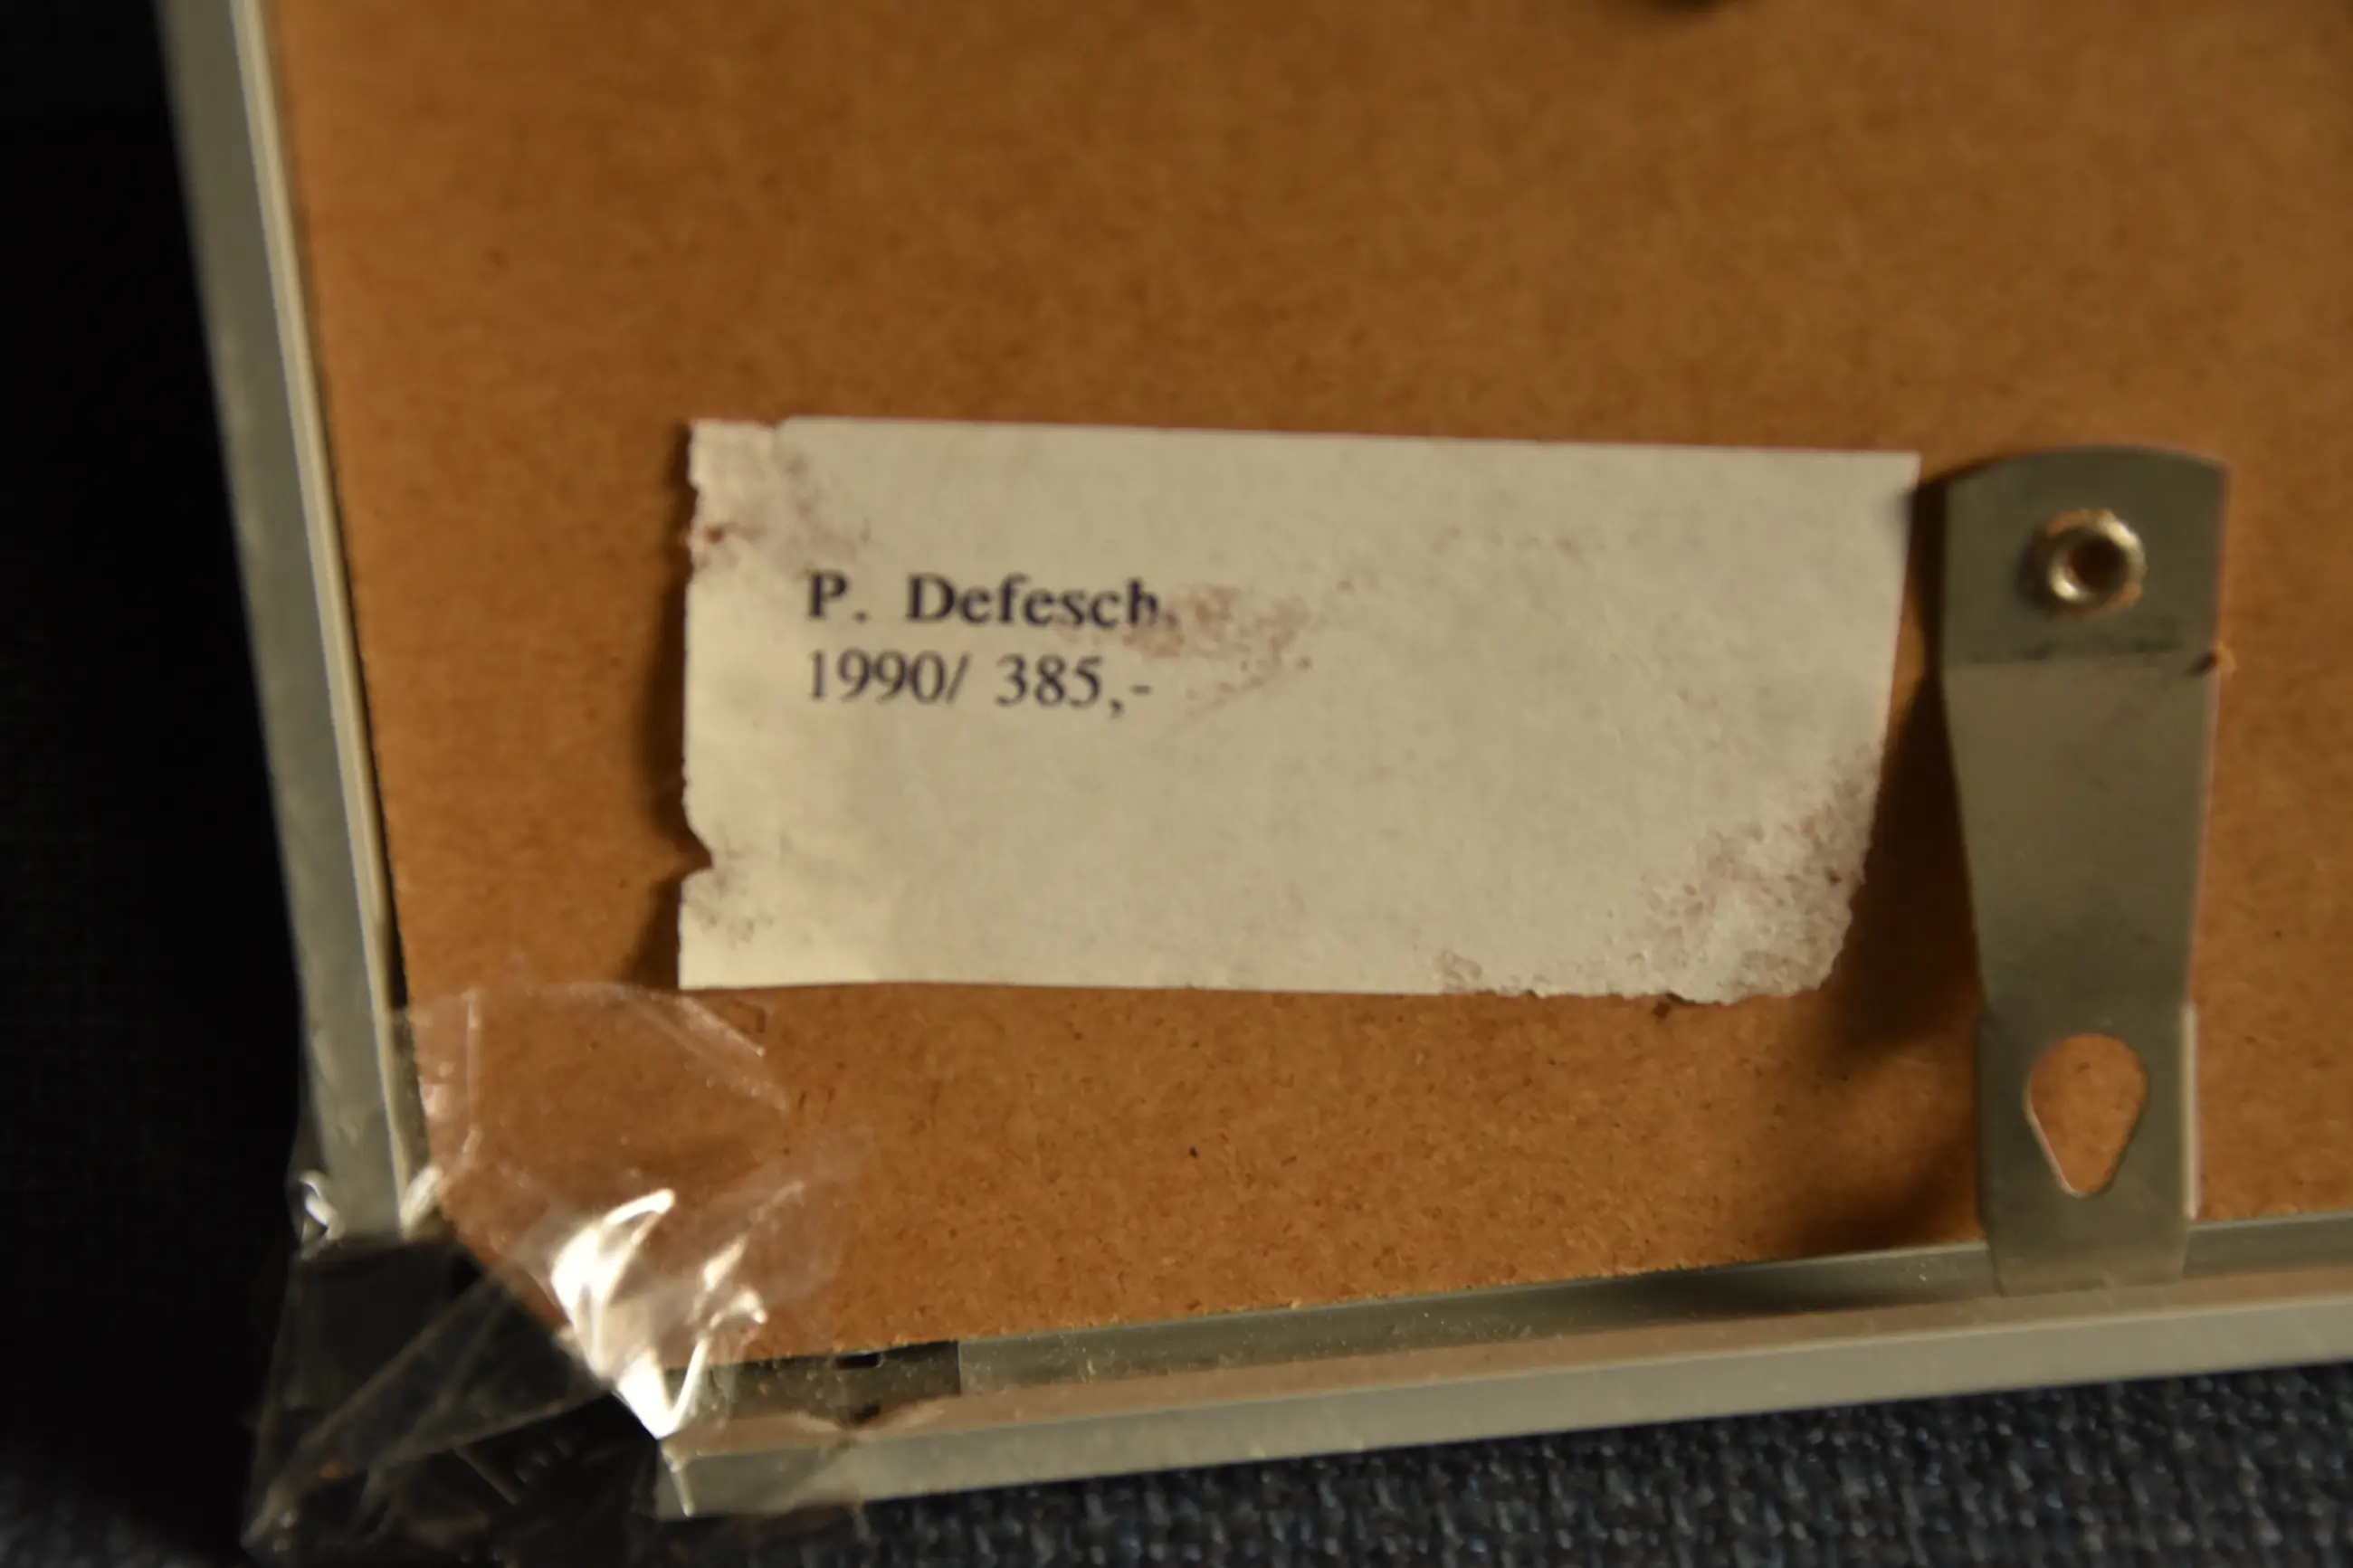 P. Defesch.
1990/ 385,-